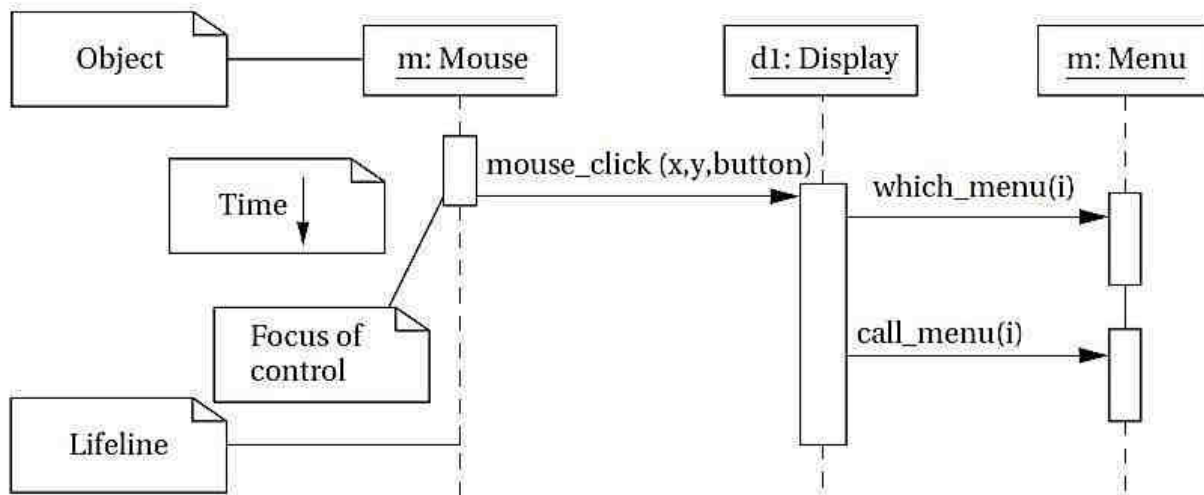 Object
m: Mouse
d1: Display
m: Menu
mouse_click (x,y,button)
which_menu(i)
Time
Focus of
control
call_menu(i)
Lifeline